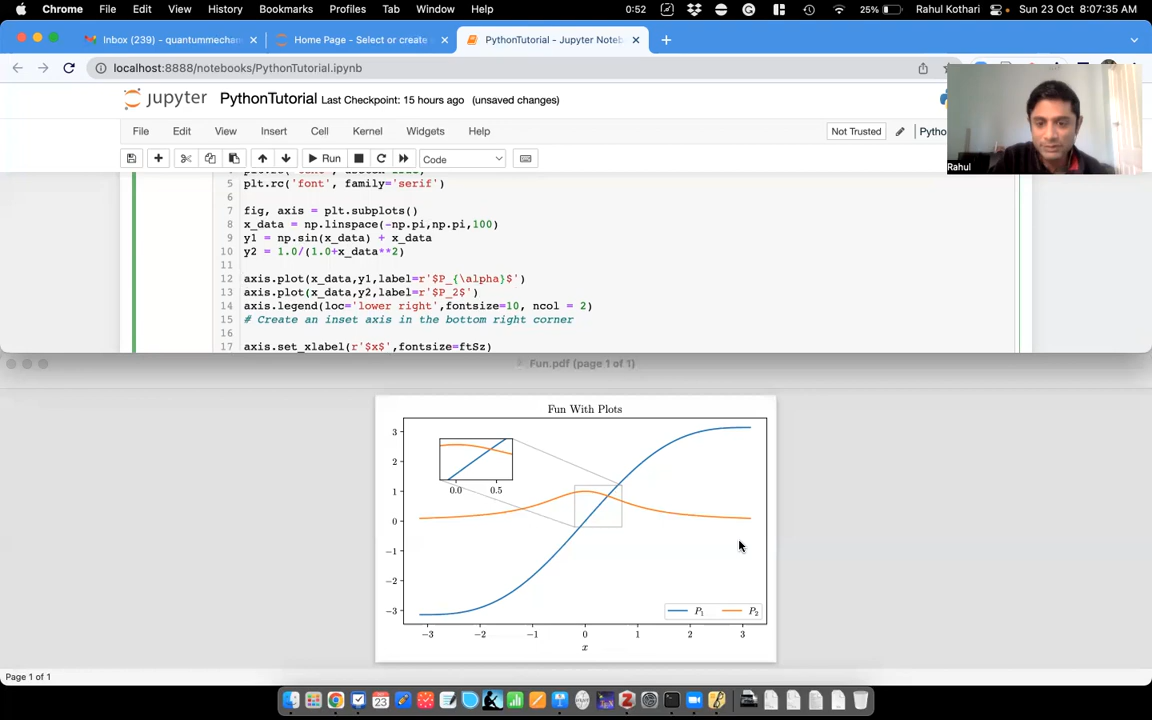 Chrome File Edit View History Bookmarks Profiles Tab Window Help 0:52 25% Rahul Kothari Sun 23 Oct 8:07:35 AM
Inbox (239) - quantummechan Home Page - Select or create PythonTutorial - Jupyter Noteb
localhost:8888/notebooks/PythonTutorial.ipynb
jupyter PythonTutorial Last Checkpoint: 15 hours ago (unsaved changes)
File Edit View Insert Cell Kernel Widgets Help Not Trusted
Run Code
Rahul
5 plt.rc('font', family='serif')
6
7 fig, axis = plt.subplots()
8 x_data = np.linspace(-np.pi,np.pi,100)
9 y1 = np.sin(x_data) + x_data
10 y2 = 1.0/(1.0+x_data**2)
11
12 axis.plot(x_data,y1,label=r'$P_{\alpha}$')
13 axis.plot(x_data,y2,label=r'$P_2$')
14 axis.legend(loc='lower right',fontsize=10, ncol = 2)
15 # Create an inset axis in the bottom right corner
16
17 axis.set_xlabel(r'$x$',fontsize=ftSz)
Fun.pdf (page 1 of 1)
Fun With Plots
3
2
1
0
−1
−2
−3
0.0 0.5
P1 P2
−3 −2 −1 0 1 2 3
x
Page 1 of 1
23